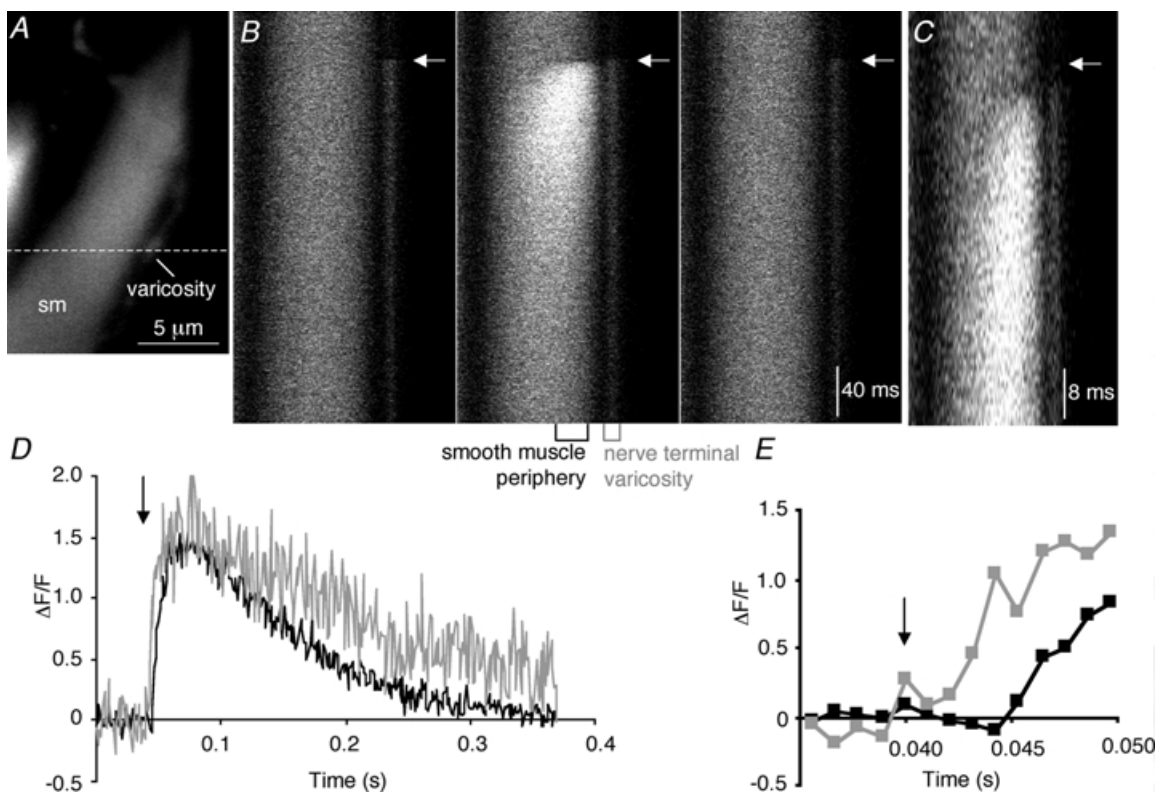 A
B
C
varicosity
sm
5 μm
40 ms
8 ms
smooth muscle
periphery
nerve terminal
varicosity
D
2.0
1.5
1.0
0.5
0
-0.5
ΔF/F
0.1
0.2
0.3
0.4
Time (s)
E
1.5
1.0
0.5
0
-0.5
ΔF/F
0.040
0.045
0.050
Time (s)